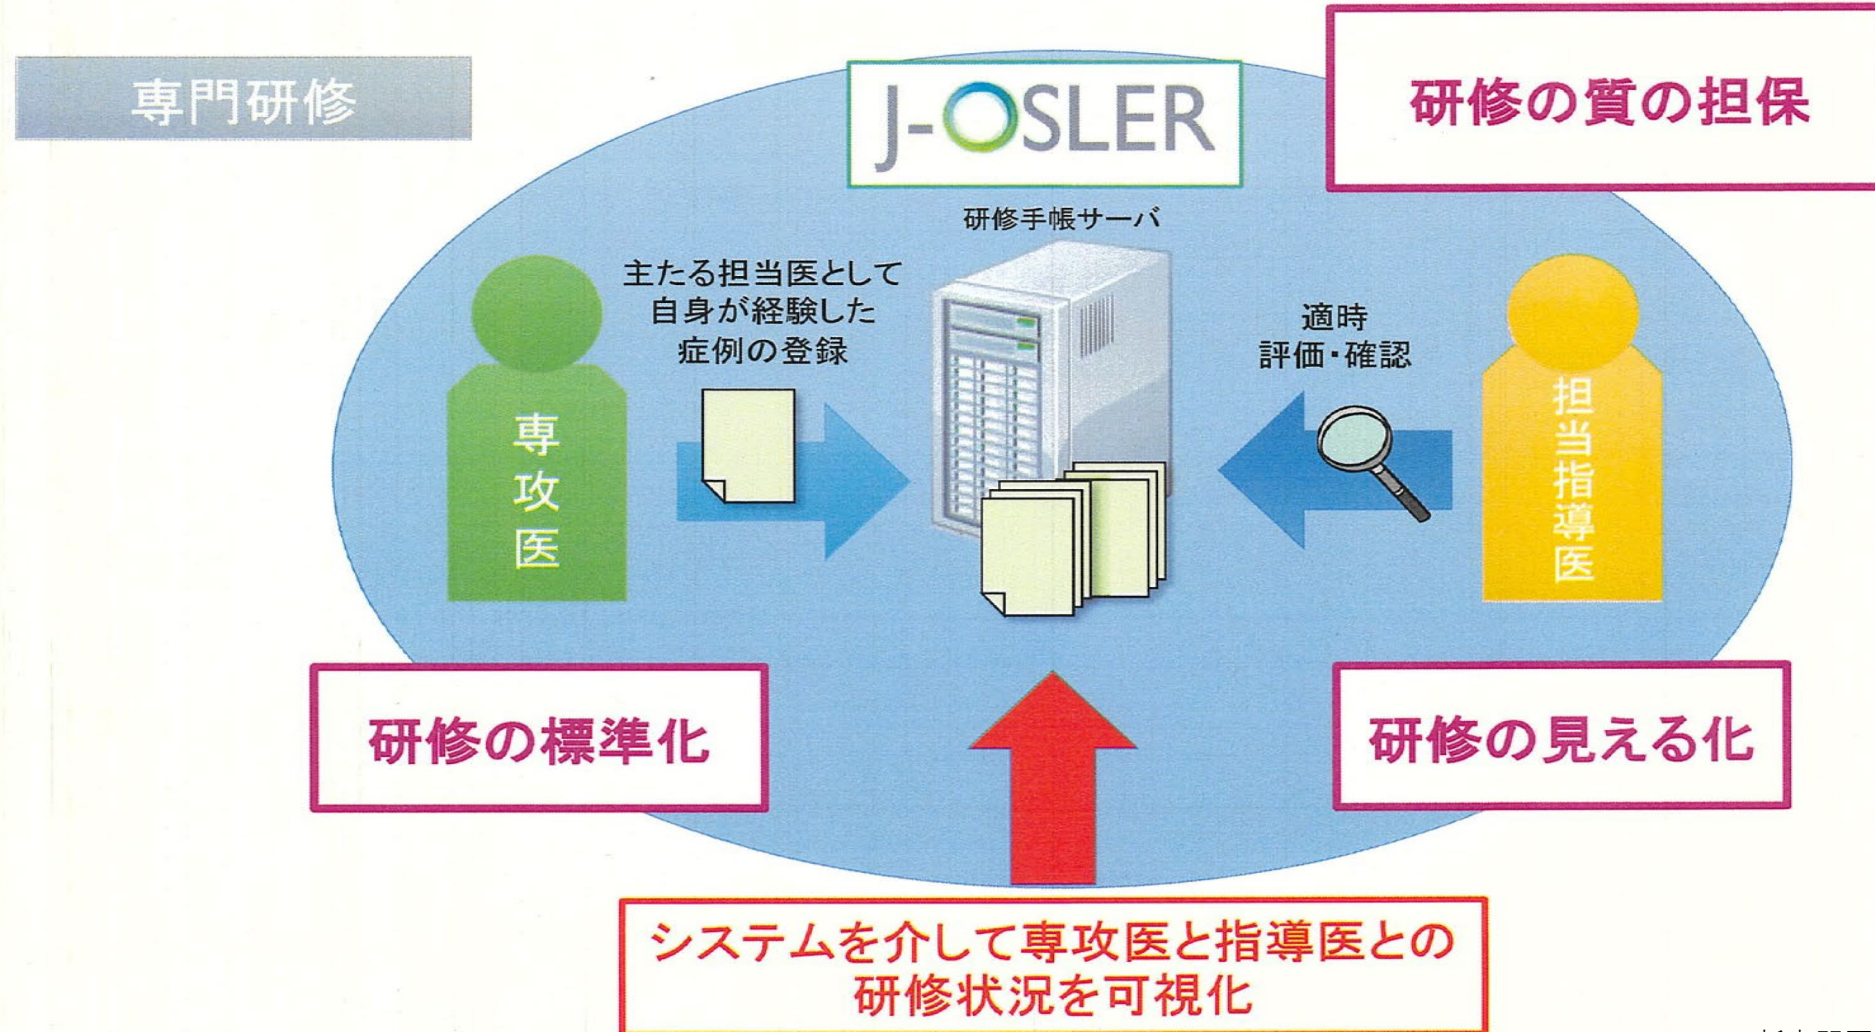 専門研修
J-OSLER
研修の質の担保
研修手帳サーバ
主たる担当医として
自身が経験した
症例の登録
適時
評価・確認
専攻医
担当指導医
研修の標準化
研修の見える化
システムを介して専攻医と指導医との
研修状況を可視化